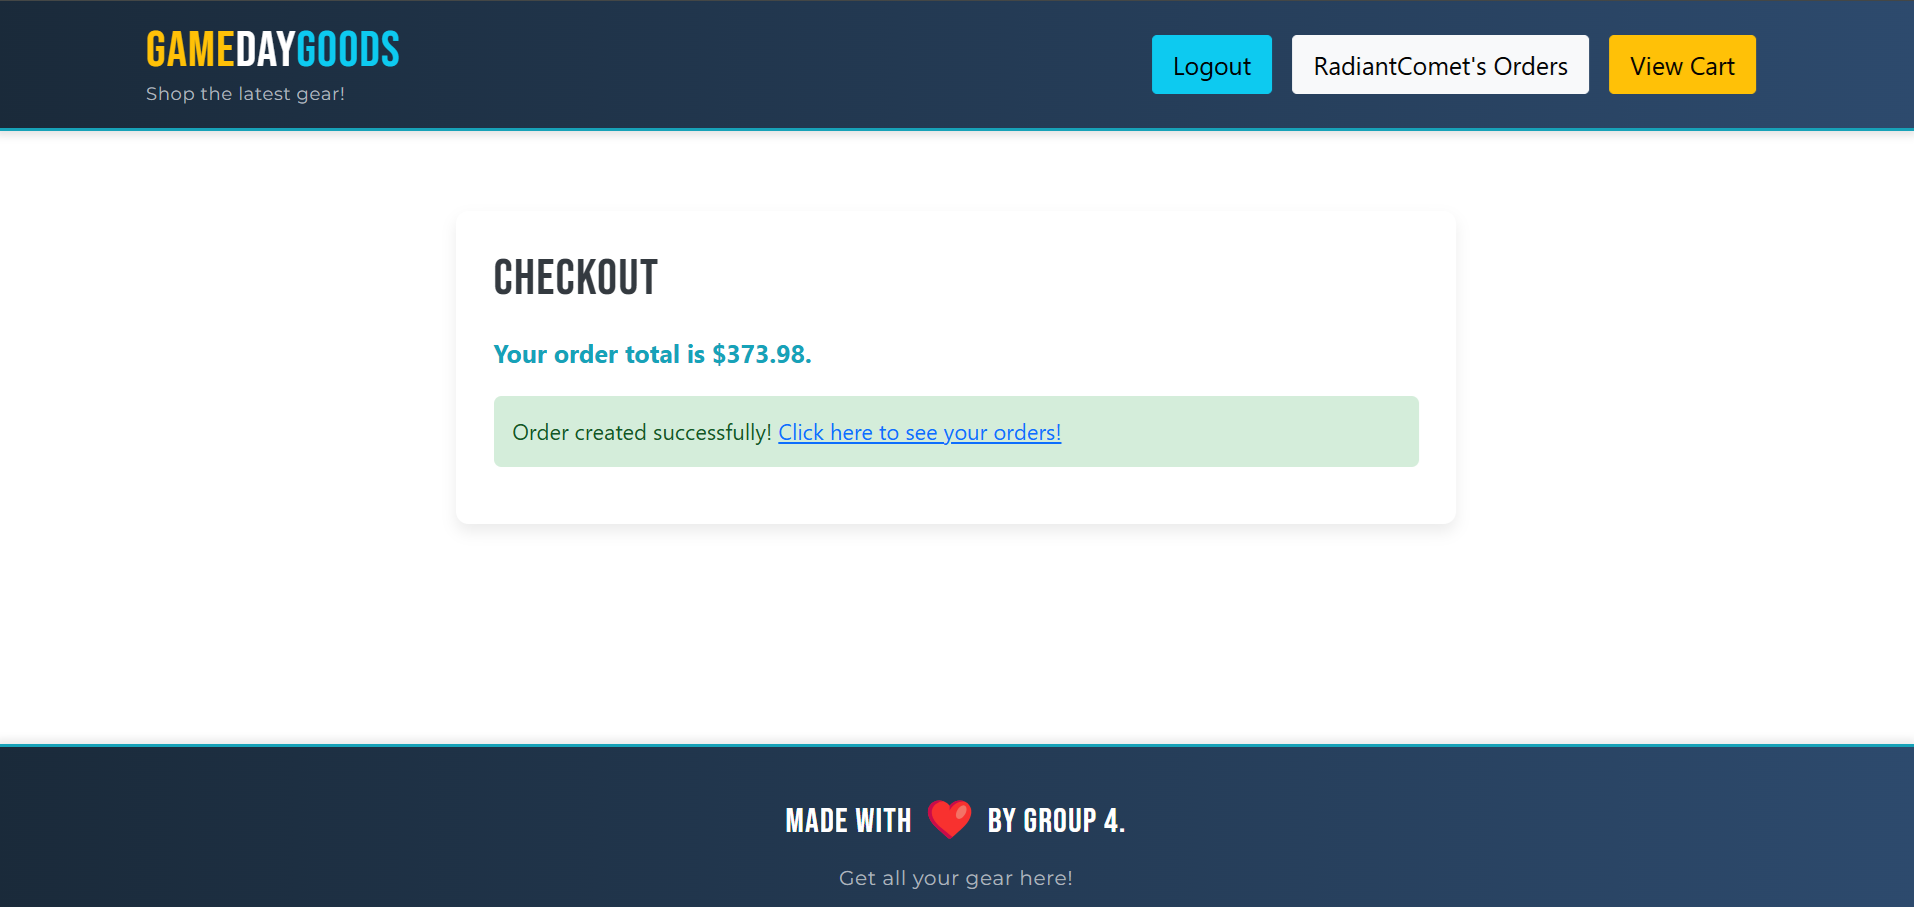 GAMEDAYGOODS
Shop the latest gear!
Logout
RadiantComet's Orders
View Cart
CHECKOUT
Your order total is $373.98.
Order created successfully! Click here to see your orders!
MADE WITH ❤️ BY GROUP 4.
Get all your gear here!